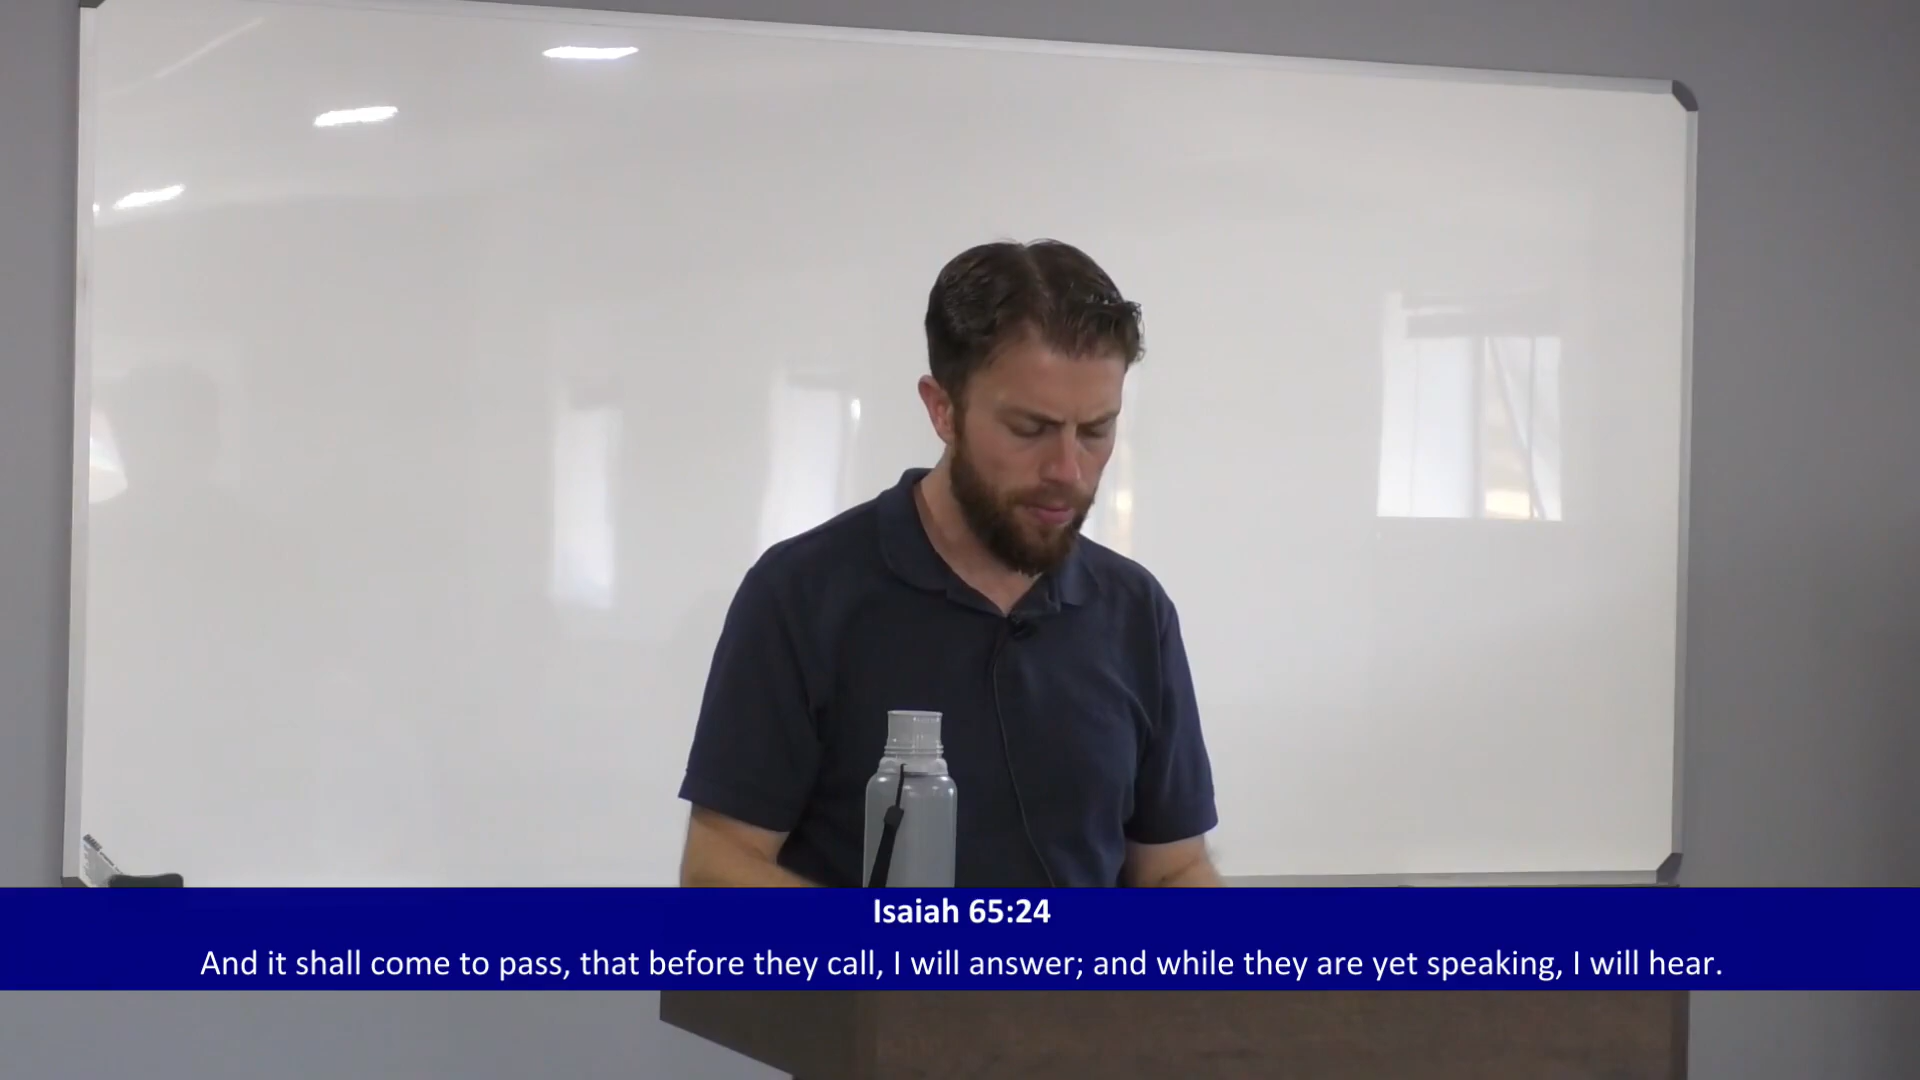 Isaiah 65:24
And it shall come to pass, that before they call, I will answer; and while they are yet speaking, I will hear.